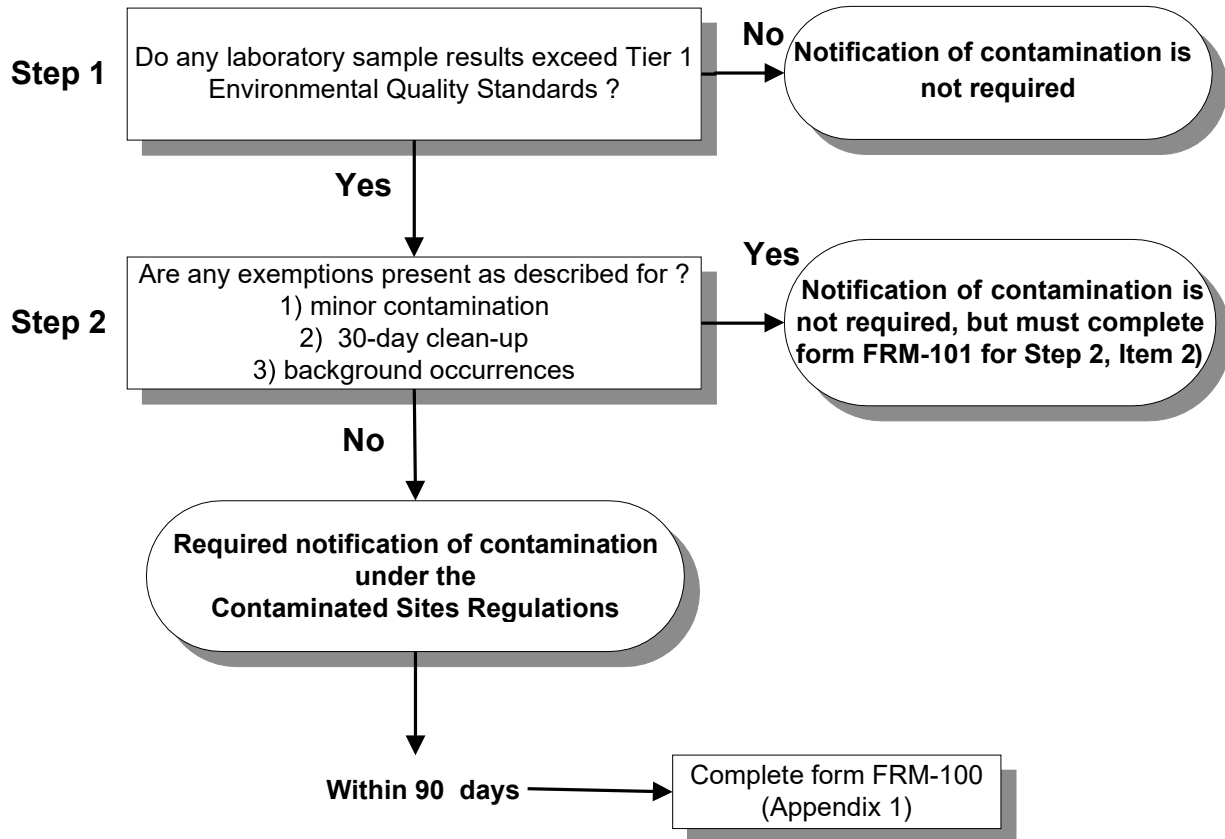 Step 1
Do any laboratory sample results exceed Tier 1
Environmental Quality Standards ?
No
Notification of contamination is
not required
Yes
Step 2
Are any exemptions present as described for ?
1) minor contamination
2) 30-day clean-up
3) background occurrences
Yes
Notification of contamination is
not required, but must complete
form FRM-101 for Step 2, Item 2)
No
Required notification of contamination
under the
Contaminated Sites Regulations
Within 90 days
Complete form FRM-100
(Appendix 1)